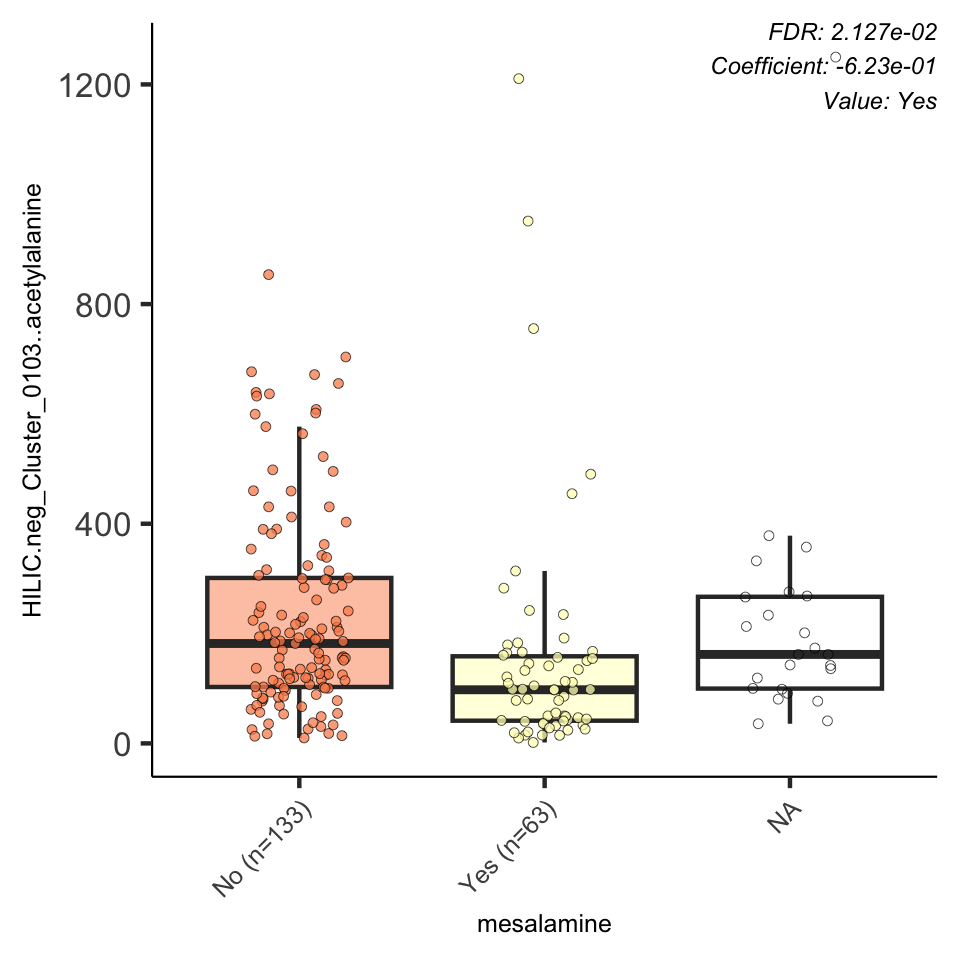 FDR: 2.127e-02
Coefficient: -6.23e-01
Value: Yes
1200
800
400
0
HILIC.neg_Cluster_0103..acetylalanine
No (n=133)
Yes (n=63)
NA
mesalamine